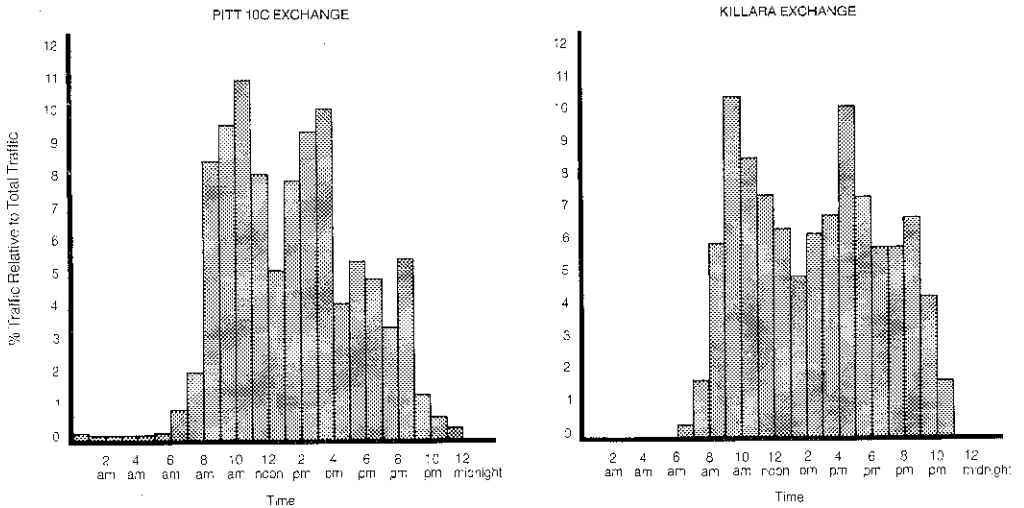 PITT 10C EXCHANGE
% Traffic Relative to Total Traffic
12
11
10
9
8
7
6
5
4
3
2
1
0
2 4 6 8 10 12 2 4 6 8 10 12
am am am am am noon pm pm pm pm pm midnight
Time
KILLARA EXCHANGE
12
11
10
9
8
7
6
5
4
3
2
1
0
2 4 6 8 10 12 2 4 6 8 10 12
am am am am am noon pm pm pm pm pm midnight
Time